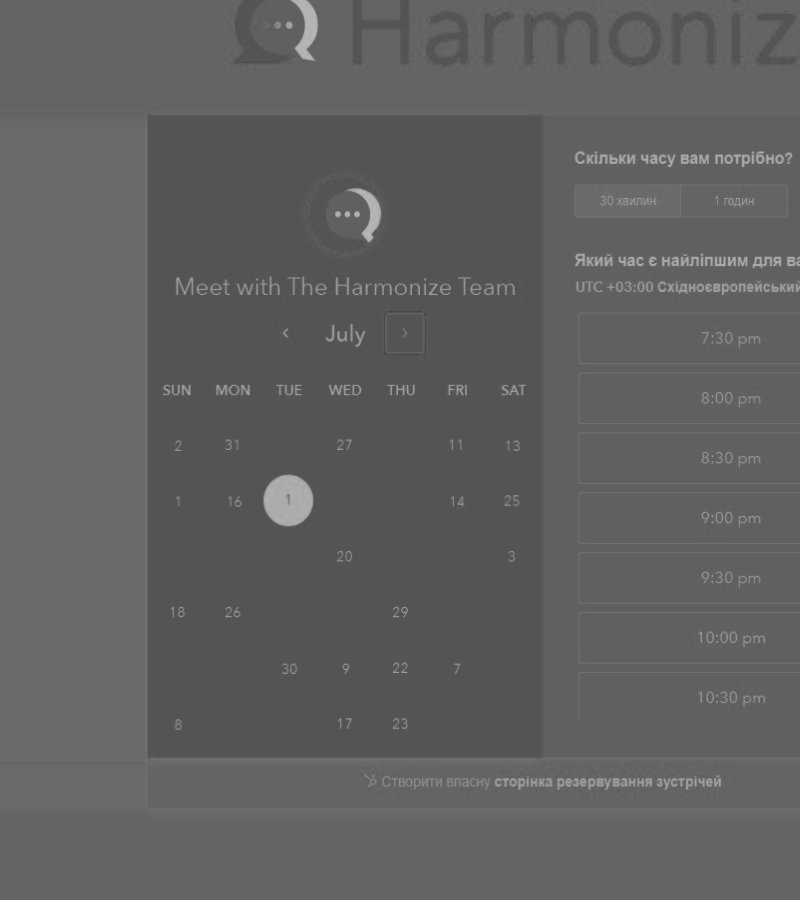 Harmoniz
Meet with The Harmonize Team
July
SUN MON TUE WED THU FRI SAT
2 31 27 11 13
1 16 1 14 25
20 3
18 26 29
30 9 22 7
8 17 23
Скільки часу вам потрібно?
30 хвилин 1 годин
Який час є найліпшим для ва
UTC +03:00 Східноєвропейський
7:30 pm
8:00 pm
8:30 pm
9:00 pm
9:30 pm
10:00 pm
10:30 pm
Створити власну сторінка резервування зустрічей